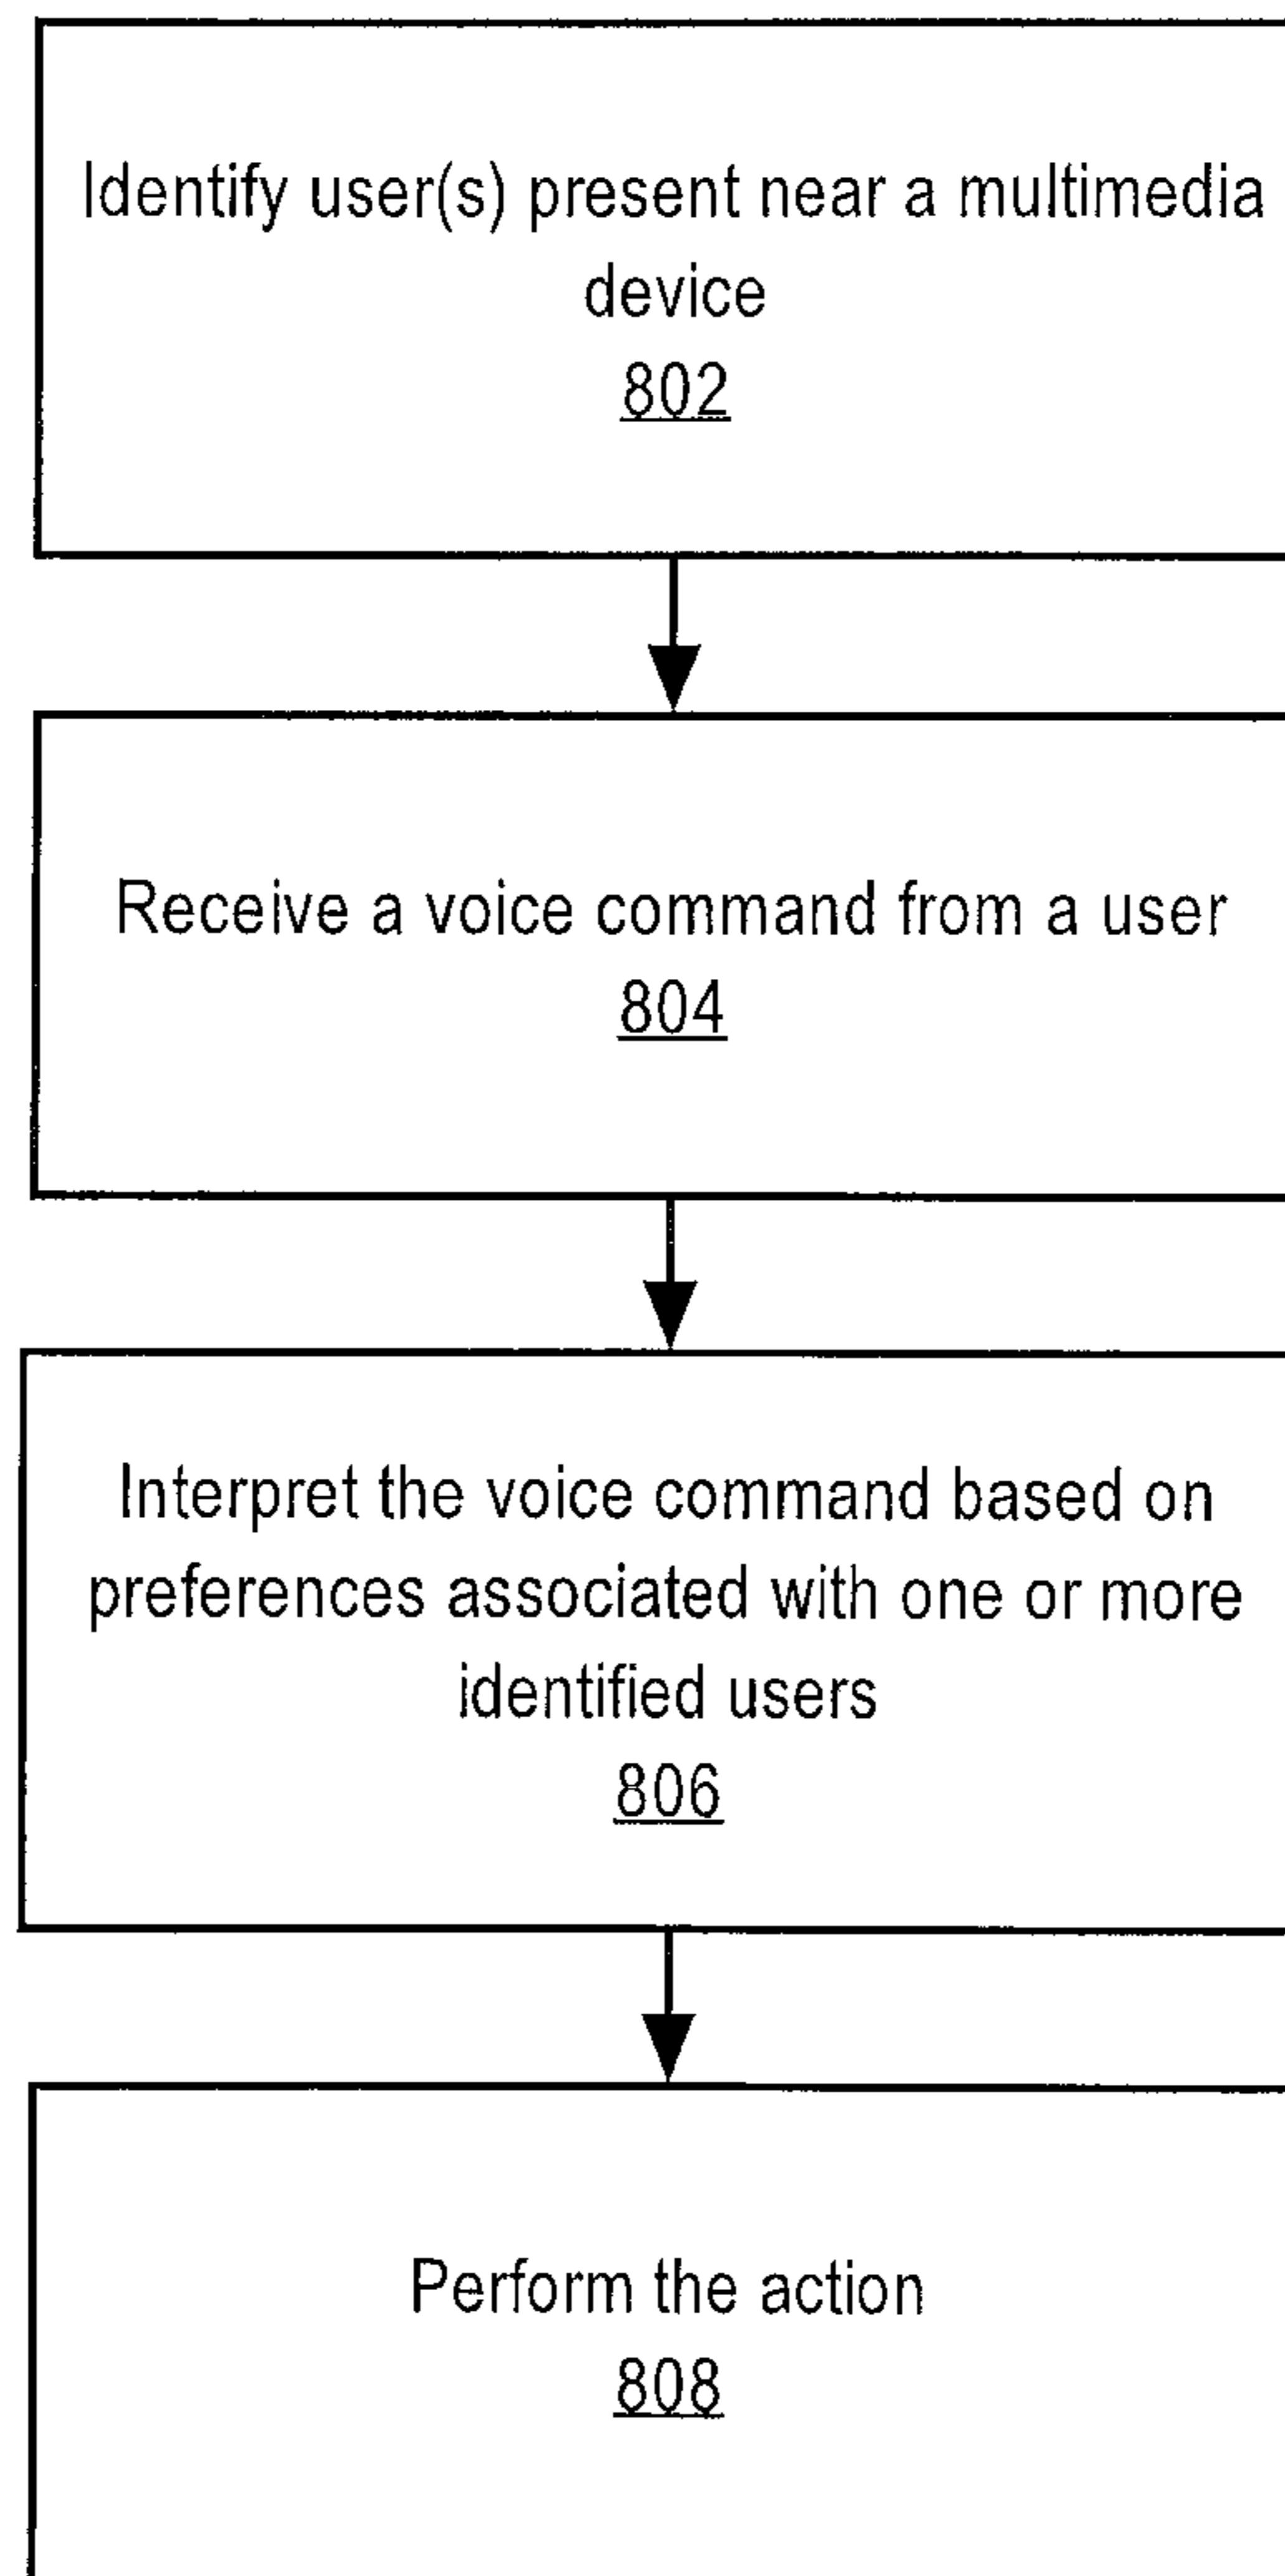 Identify user(s) present near a multimedia
device
802
Receive a voice command from a user
804
Interpret the voice command based on
preferences associated with one or more
identified users
806
Perform the action
808